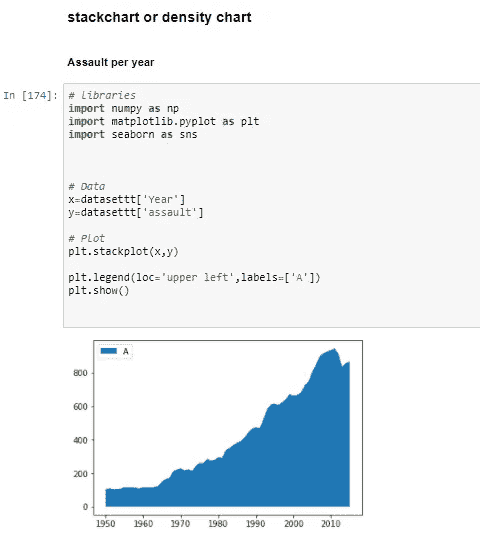 stackchart or density chart
Assault per year
In [174]: # Libraries
import numpy as np
import matplotlib.pyplot as plt
import seaborn as sns
# Data
x=datasettt['Year']
y=datasettt['assault']
# Plot
plt.stackplot(x,y)
plt.legend(loc='upper left',labels=['A'])
plt.show()
A
800
600
400
200
0
1950 1960 1970 1980 1990 2000 2010